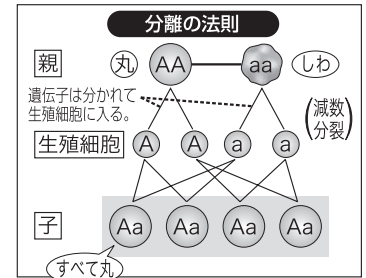 分離の法則
親 丸 AA aa しわ
遺伝子は分かれて
生殖細胞に入る。
(減数
分裂)
生殖細胞 A A a a
子 Aa Aa Aa Aa
すべて丸